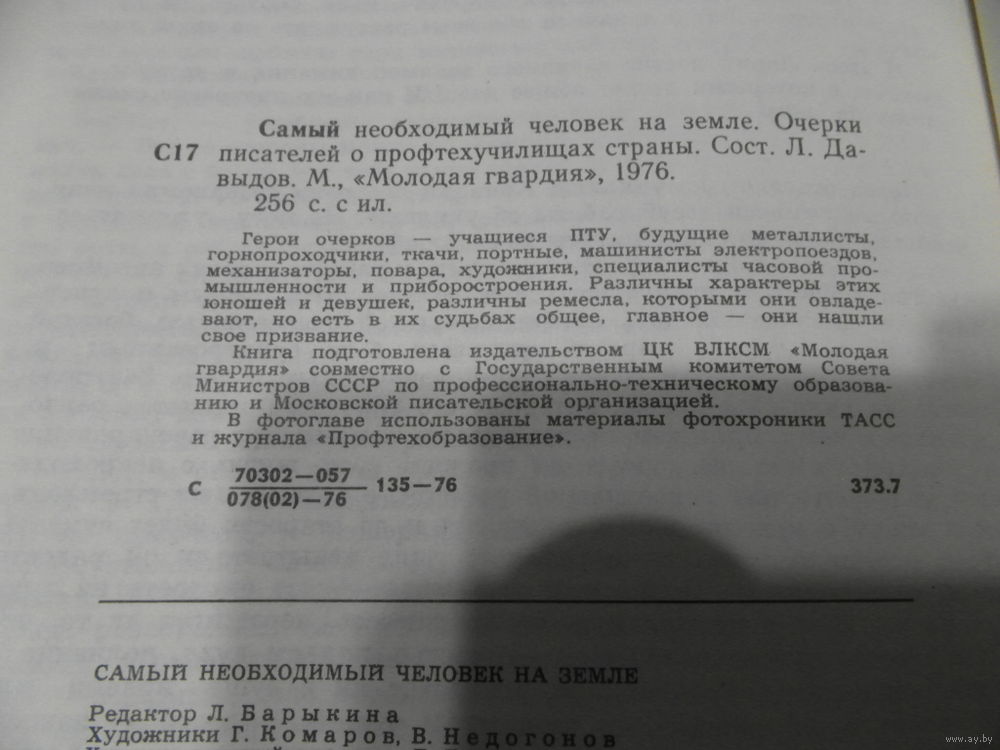 Самый необходимый человек на земле. Очерки
С17 писателей о профтехучилищах страны. Сост. Л. Да-
выдов. М., «Молодая гвардия», 1976.
256 с. с ил.
Герои очерков — учащиеся ПТУ, будущие металлисты,
горнопроходчики, ткачи, портные, машинисты электропоездов,
механизаторы, повара, художники, специалисты часовой про-
мышленности и приборостроения. Различны характеры этих
юношей и девушек, различны ремесла, которыми они овладе-
вают, но есть в их судьбах общее, главное — они нашли
свое призвание.
Книга подготовлена издательством ЦК ВЛКСМ «Молодая
гвардия» совместно с Государственным комитетом Совета
Министров СССР по профессионально-техническому образова-
нию и Московской писательской организацией.
В фотоглаве использованы материалы фотохроники ТАСС
и журнала «Профтехобразование».
С 70302—057
078(02)—76 135—76 373.7
САМЫЙ НЕОБХОДИМЫЙ ЧЕЛОВЕК НА ЗЕМЛЕ
Редактор Л. Барыкина
Художники Г. Комаров, В. Недогонов
www.ay.by